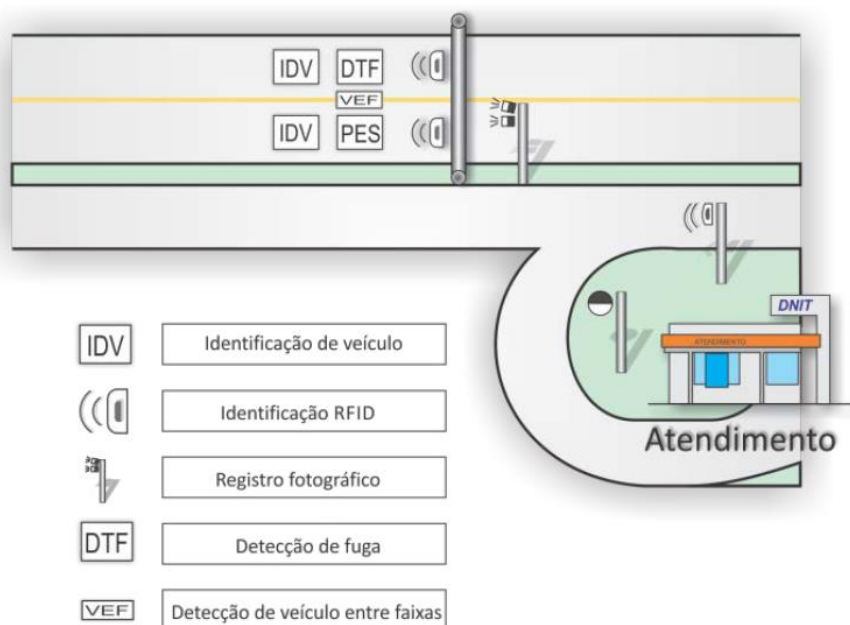 IDV DTF
VEF
IDV PES
DNIT
ATENDIMENTO
Atendimento
IDV Identificação de veículo
Identificação RFID
Registro fotográfico
DTF Detecção de fuga
VEF Detecção de veículo entre faixas